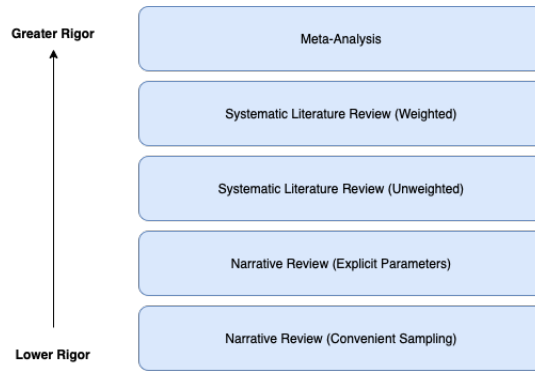 Greater Rigor
Meta-Analysis
Systematic Literature Review (Weighted)
Systematic Literature Review (Unweighted)
Narrative Review (Explicit Parameters)
Narrative Review (Convenient Sampling)
Lower Rigor